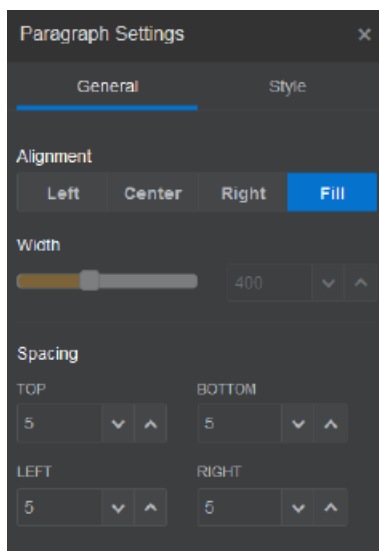 Paragraph Settings ×
General Style
Alignment
Left Center Right Fill
Width
400
Spacing
TOP BOTTOM
5 5
LEFT RIGHT
5 5